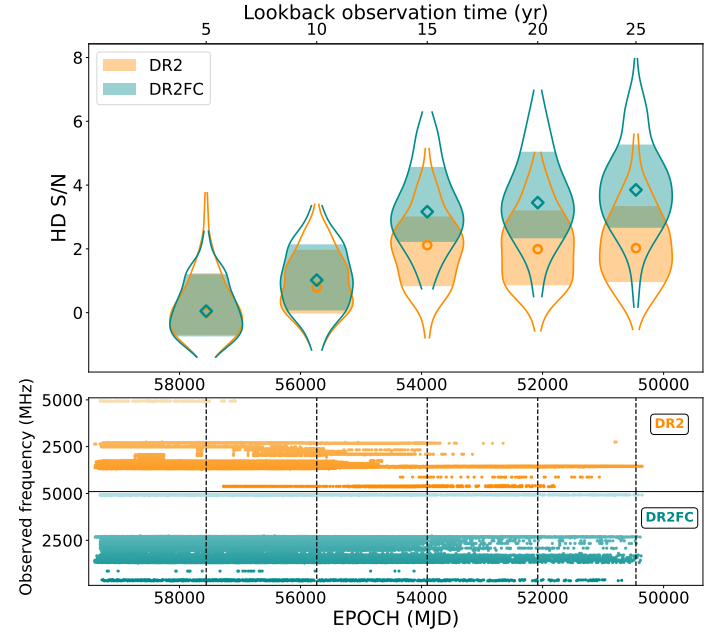 Lookback observation time (yr)
5 10 15 20 25
HD S/N
8
6
4
2
0
DR2
DR2FC
58000 56000 54000 52000 50000
Observed frequency (MHz)
5000
2500
DR2
5000
2500
DR2FC
58000 56000 54000 52000 50000
EPOCH (MJD)